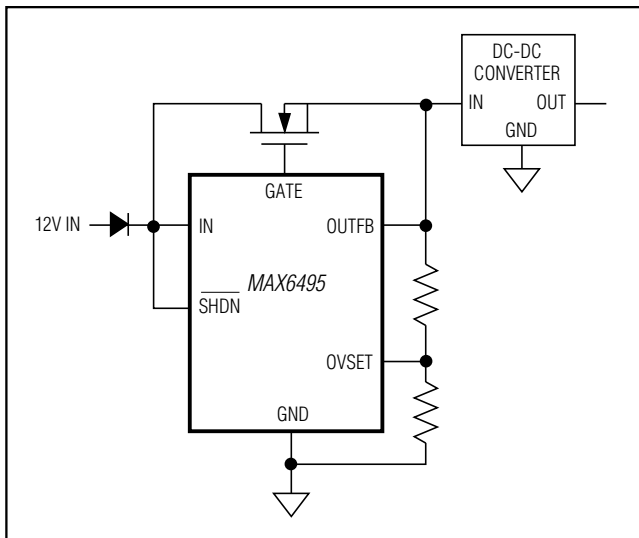 DC-DC
CONVERTER
IN OUT
GND
GATE
12V IN
IN OUTFB
MAX6495
SHDN
OVSET
GND